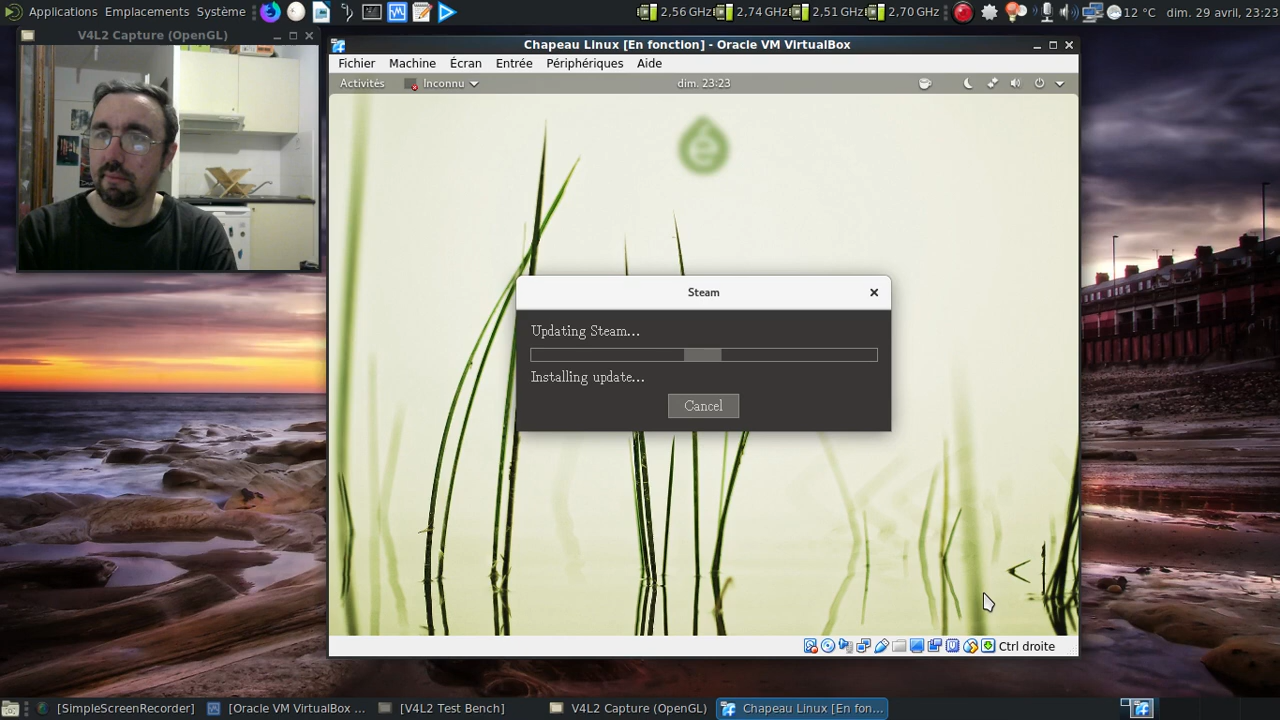 Applications Emplacements Système
2,56 GHz 2,74 GHz 2,51 GHz 2,70 GHz 12 °C dim. 29 avril, 23:23
V4L2 Capture (OpenGL)
Chapeau Linux [En fonction] - Oracle VM VirtualBox
Fichier Machine Écran Entrée Périphériques Aide
Activités Inconnu dim. 23:23
é
Steam
Updating Steam...
Installing update...
Cancel
Ctrl droite
[SimpleScreenRecorder] [Oracle VM VirtualBox ... [V4L2 Test Bench] V4L2 Capture (OpenGL) Chapeau Linux [En fon...